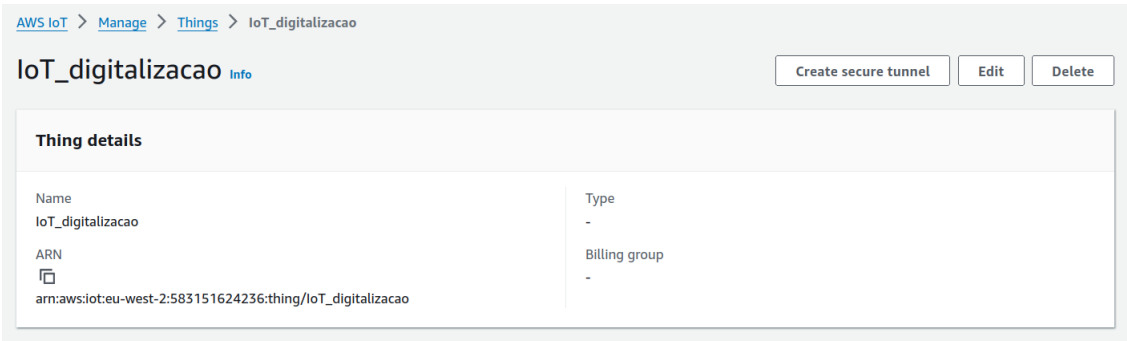 AWS IoT > Manage > Things > IoT_digitalizacao
IoT_digitalizacao Info
Create secure tunnel Edit Delete
Thing details
Name
IoT_digitalizacao
ARN
arn:aws:iot:eu-west-2:583151624236:thing/IoT_digitalizacao
Type
-
Billing group
-